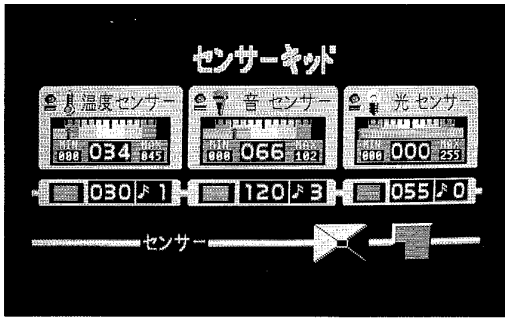 センサーキッド
温度センサー 音 センサー 光 センサー
MIN 000 034 MAX 045 MIN 000 066 MAX 102 MIN 000 000 MAX 255
030 ♪ 1 120 ♪ 3 055 ♪ 0
センサー